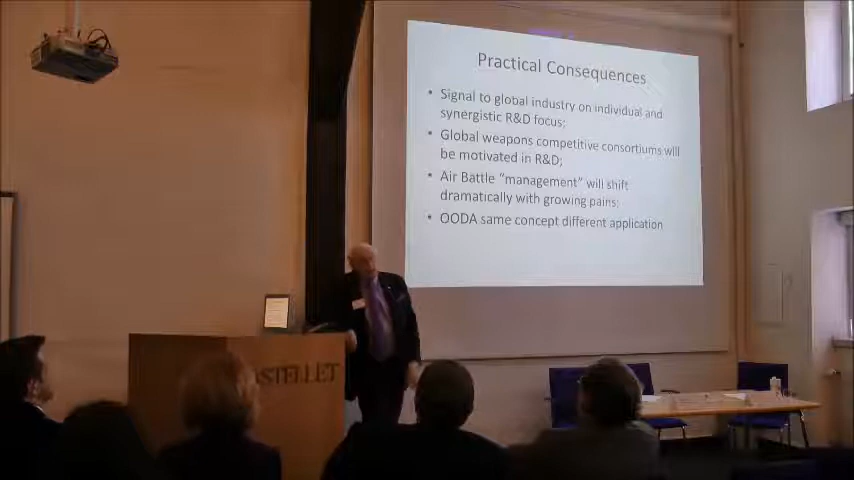 Practical Consequences
• Signal to global industry on individual and
synergistic R&D focus;
• Global weapons competitive consortiums will
be motivated in R&D;
• Air Battle "management" will shift
dramatically with growing pains;
• OODA same concept different application
ASTELLET